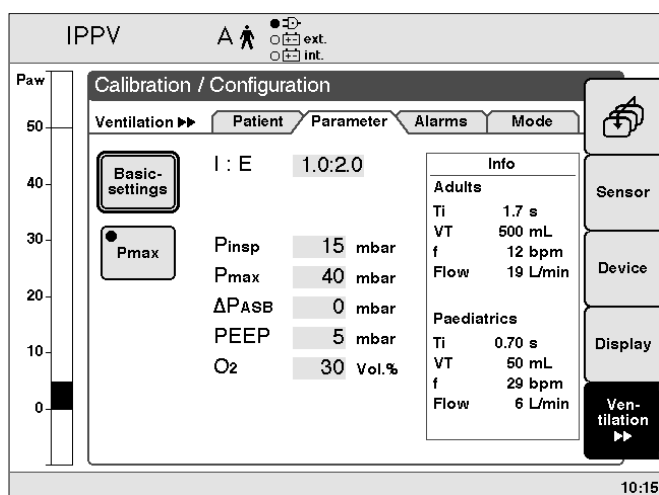 IPPV A ext.
int.
Paw
Calibration / Configuration
Ventilation ▶▶ Patient Parameter Alarms Mode
50
40
30
20
10
0
Basic-
settings
Pmax
I : E 1.0:2.0
Pinsp 15 mbar
Pmax 40 mbar
ΔPASB 0 mbar
PEEP 5 mbar
O2 30 Vol.%
Info
Adults
Ti 1.7 s
VT 500 mL
f 12 bpm
Flow 19 L/min
Paediatrics
Ti 0.70 s
VT 50 mL
f 29 bpm
Flow 6 L/min
Sensor
Device
Display
Ven-
tilation
▶▶
10:15